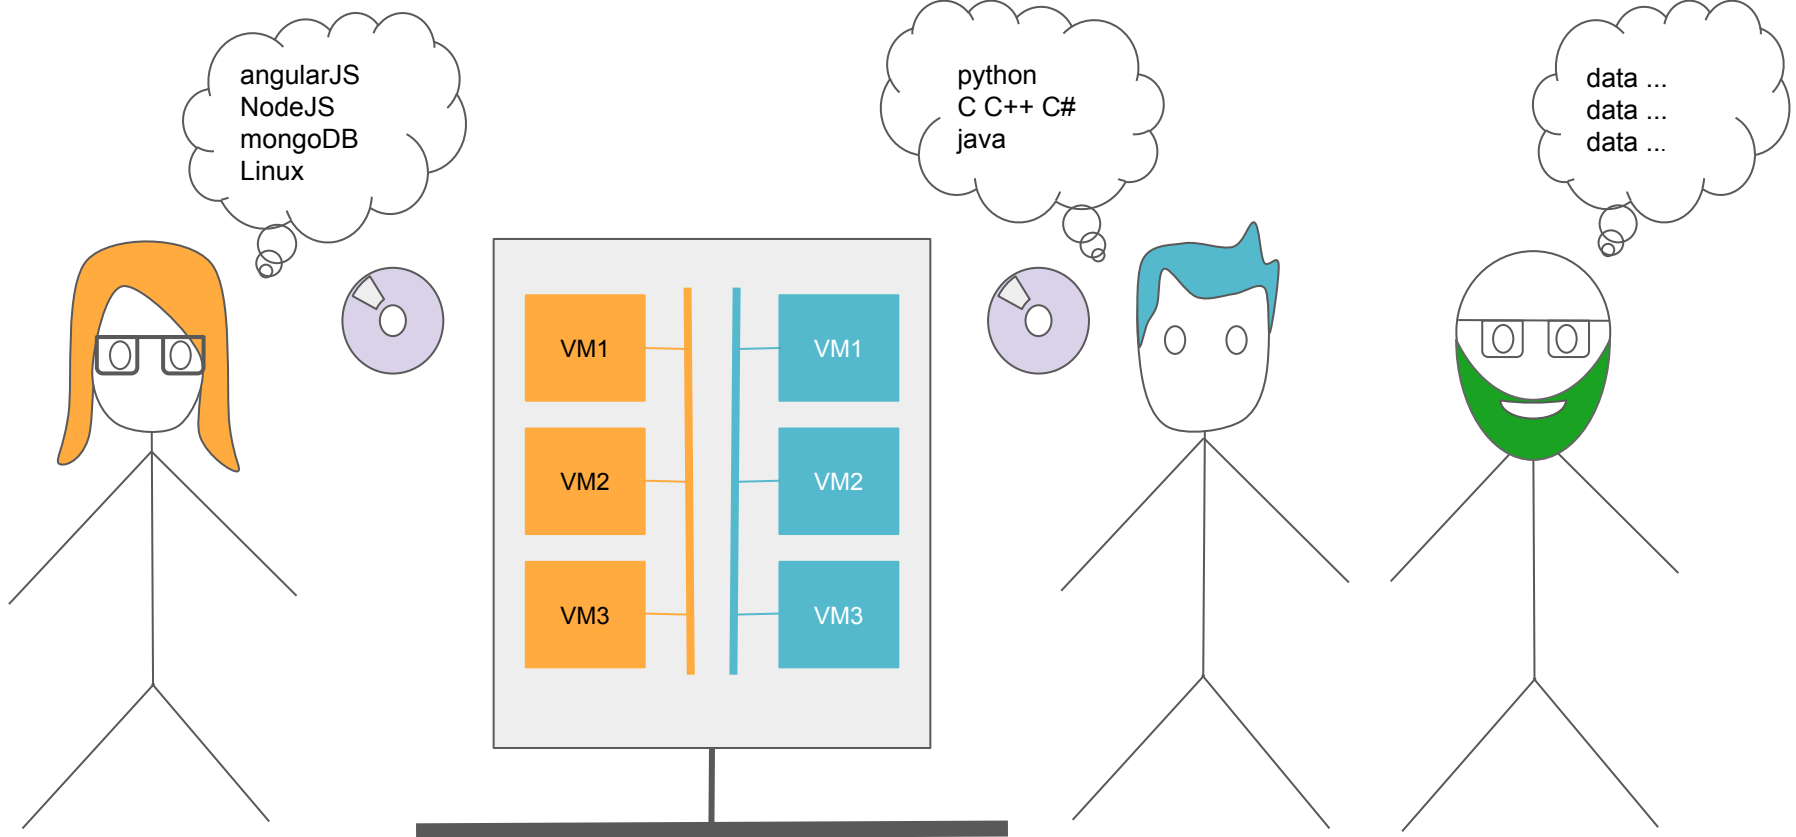 angularJS
NodeJS
mongoDB
Linux
python
C C++ C#
java
data ...
data ...
data ...
VM1
VM1
VM2
VM2
VM3
VM3